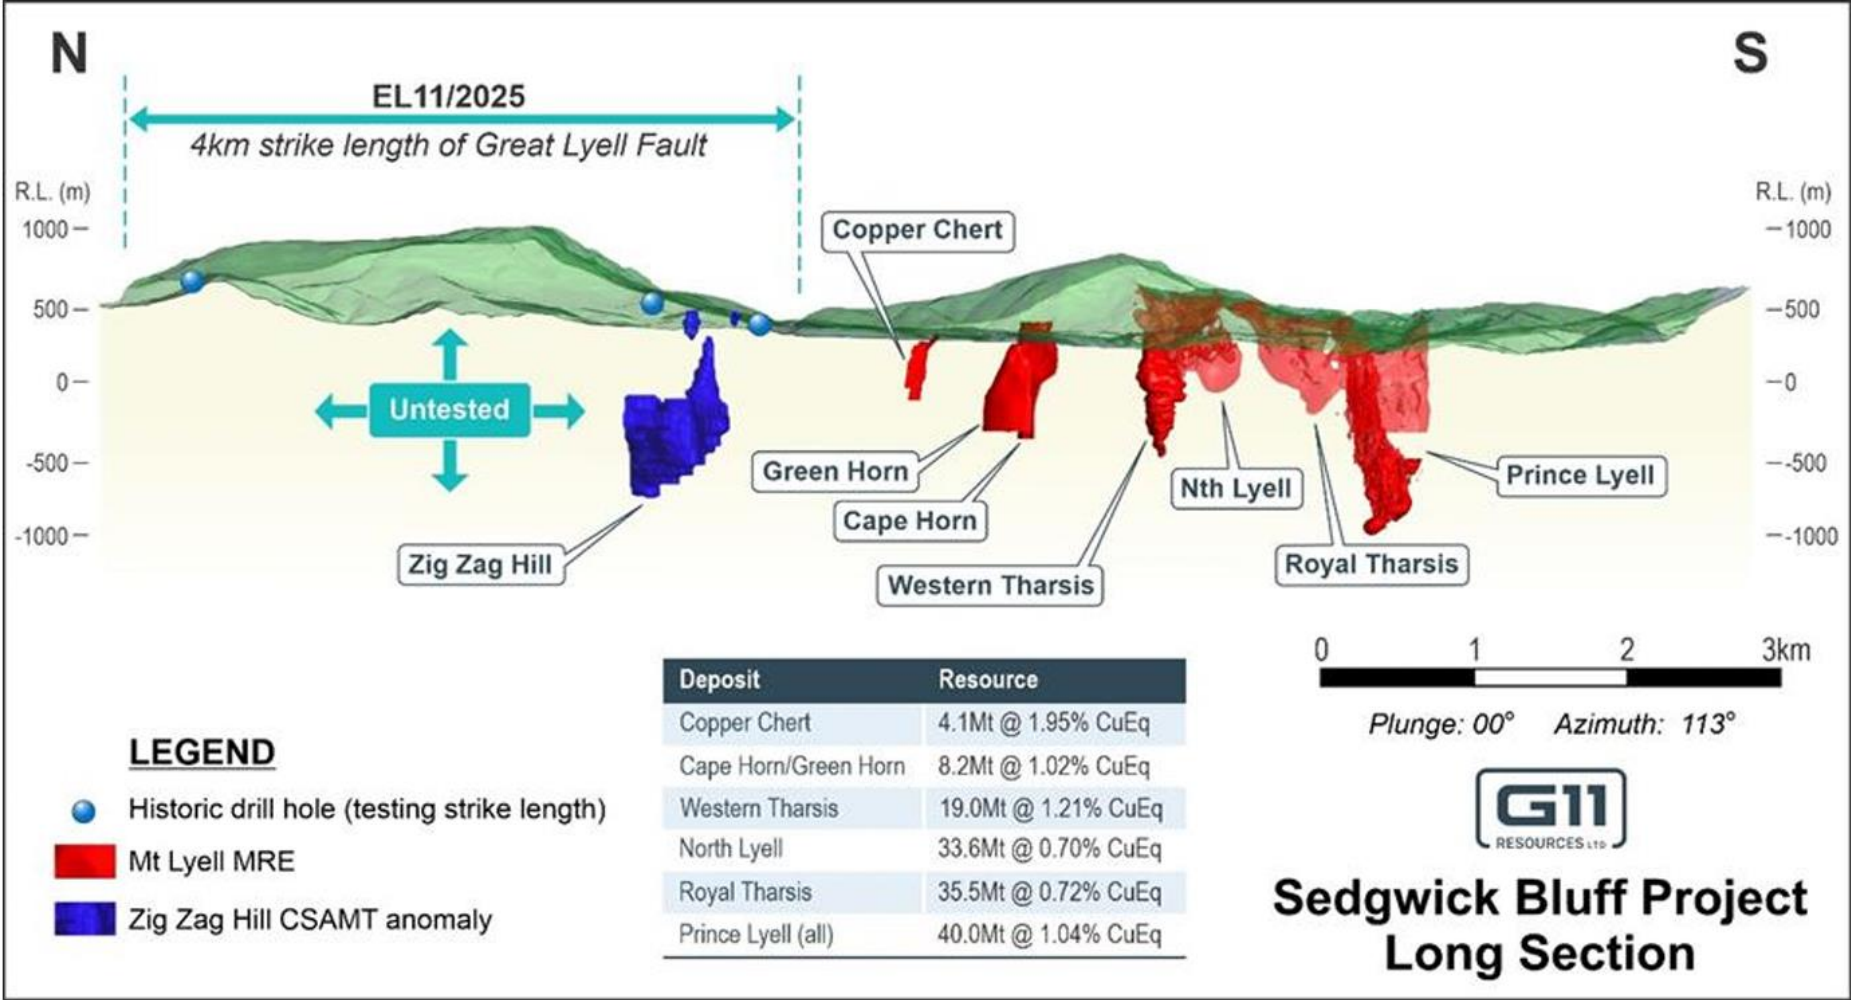 N
S
EL11/2025
4km strike length of Great Lyell Fault
R.L. (m)
1000
500
0
-500
-1000
R.L. (m)
1000
500
0
-500
-1000
Copper Chert
Untested
Green Horn
Cape Horn
Zig Zag Hill
Western Tharsis
Nth Lyell
Royal Tharsis
Prince Lyell
0 1 2 3km
Plunge: 00° Azimuth: 113°
Deposit Resource
Copper Chert 4.1Mt @ 1.95% CuEq
Cape Horn/Green Horn 8.2Mt @ 1.02% CuEq
Western Tharsis 19.0Mt @ 1.21% CuEq
North Lyell 33.6Mt @ 0.70% CuEq
Royal Tharsis 35.5Mt @ 0.72% CuEq
Prince Lyell (all) 40.0Mt @ 1.04% CuEq
LEGEND
Historic drill hole (testing strike length)
Mt Lyell MRE
Zig Zag Hill CSAMT anomaly
G11
RESOURCES LTD
Sedgwick Bluff Project
Long Section